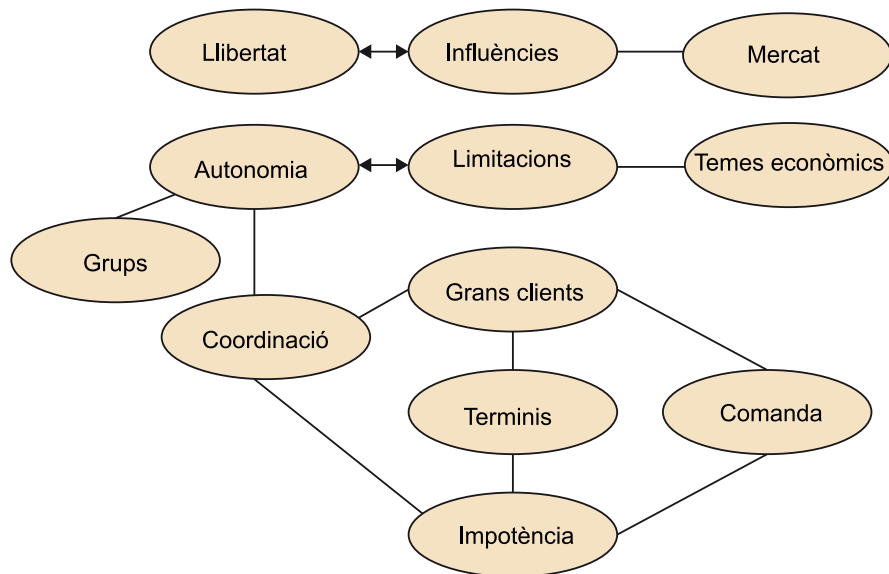 Llibertat
Influències
Mercat
Autonomia
Limitacions
Temes econòmics
Grups
Grans clients
Coordinació
Terminis
Comanda
Impotència